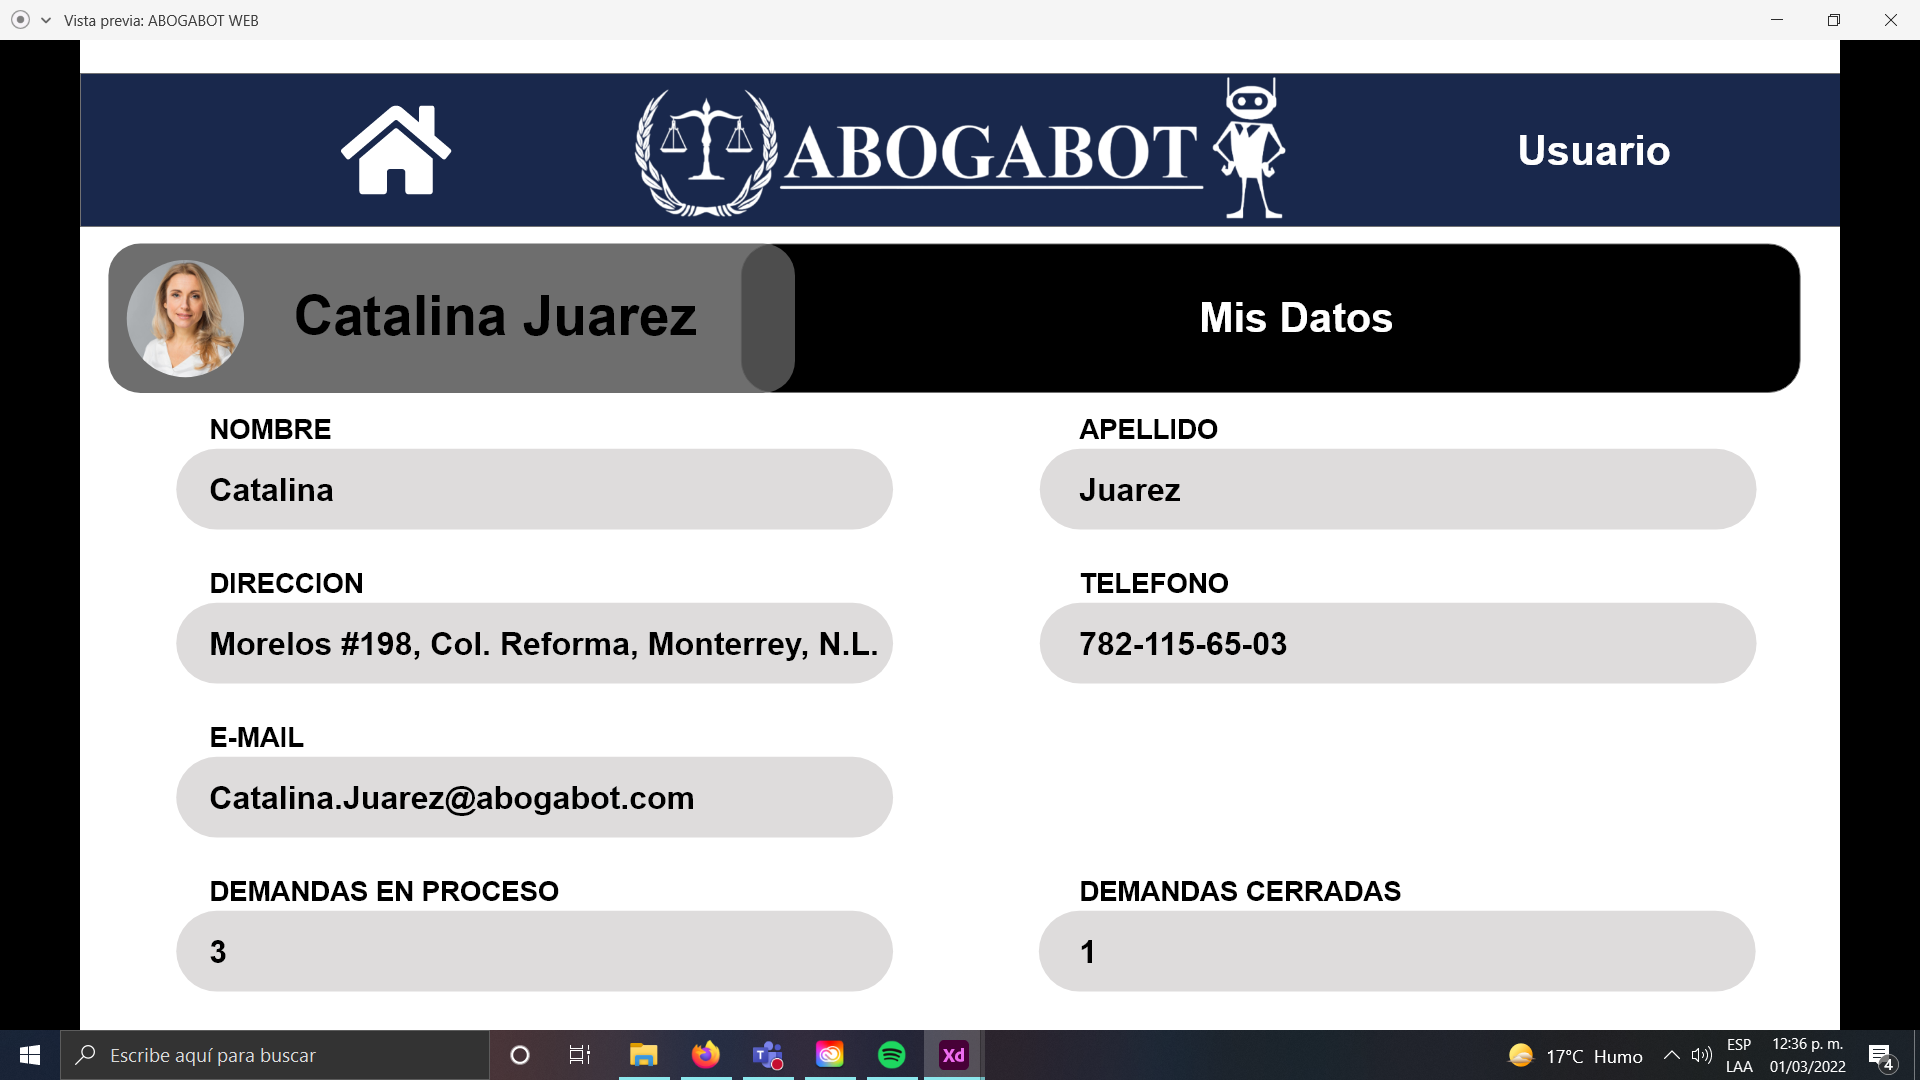 Vista previa: ABOGABOT WEB
ABOGABOT
Usuario
Catalina Juarez
Mis Datos
NOMBRE
APELLIDO
Catalina
Juarez
DIRECCION
TELEFONO
Morelos #198, Col. Reforma, Monterrey, N.L.
782-115-65-03
E-MAIL
Catalina.Juarez@abogabot.com
DEMANDAS EN PROCESO
DEMANDAS CERRADAS
3
1
Escribe aquí para buscar
Xd
17°C Humo
ESP
LAA
12:36 p. m.
01/03/2022
4